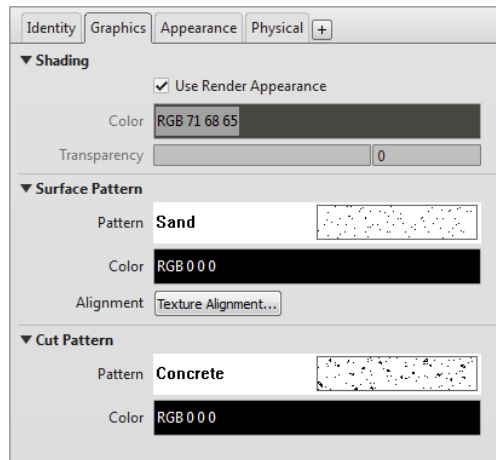 Identity Graphics Appearance Physical +
Shading
Use Render Appearance
Color RGB 71 68 65
Transparency 0
Surface Pattern
Pattern Sand
Color RGB 0 0 0
Alignment Texture Alignment...
Cut Pattern
Pattern Concrete
Color RGB 0 0 0